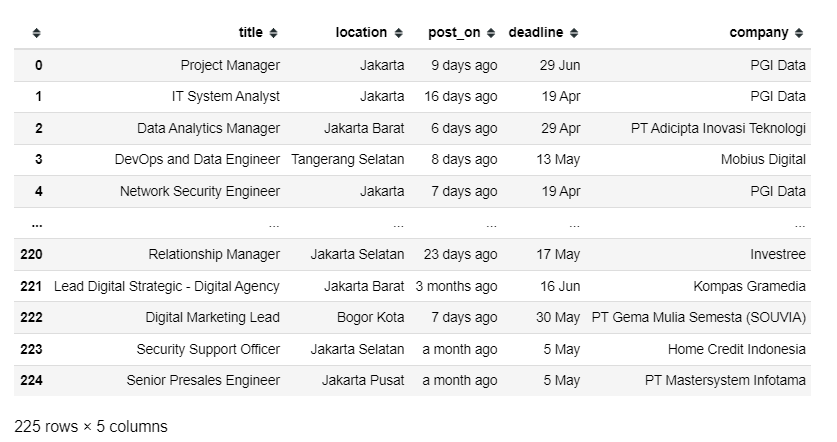 title location post_on deadline company
0 Project Manager Jakarta 9 days ago 29 Jun PGI Data
1 IT System Analyst Jakarta 16 days ago 19 Apr PGI Data
2 Data Analytics Manager Jakarta Barat 6 days ago 29 Apr PT Adicipta Inovasi Teknologi
3 DevOps and Data Engineer Tangerang Selatan 8 days ago 13 May Mobius Digital
4 Network Security Engineer Jakarta 7 days ago 19 Apr PGI Data
... ... ... ... ... ...
220 Relationship Manager Jakarta Selatan 23 days ago 17 May Investree
221 Lead Digital Strategic - Digital Agency Jakarta Barat 3 months ago 16 Jun Kompas Gramedia
222 Digital Marketing Lead Bogor Kota 7 days ago 30 May PT Gema Mulia Semesta (SOUVIA)
223 Security Support Officer Jakarta Selatan a month ago 5 May Home Credit Indonesia
224 Senior Presales Engineer Jakarta Pusat a month ago 5 May PT Mastersystem Infotama
225 rows × 5 columns